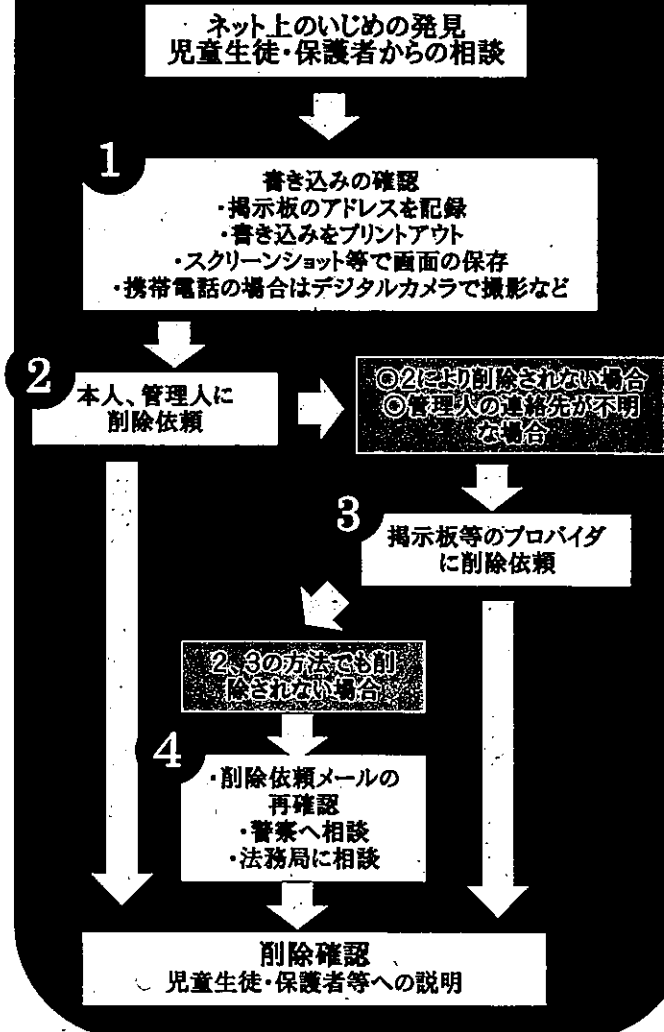 ネット上のいじめの発見
児童生徒・保護者からの相談
1
書き込みの確認
・掲示板のアドレスを記録
・書き込みをプリントアウト
・スクリーンショット等で画面の保存
・携帯電話の場合はデジタルカメラで撮影など
2
本人、管理人に
削除依頼
◎2により削除されない場合
◎管理人の連絡先が不明
な場合
3
掲示板等のプロバイダ
に削除依頼
2、3の方法でも削
除されない場合
4
・削除依頼メールの
再確認
・警察へ相談
・法務局に相談
削除確認
児童生徒・保護者等への説明